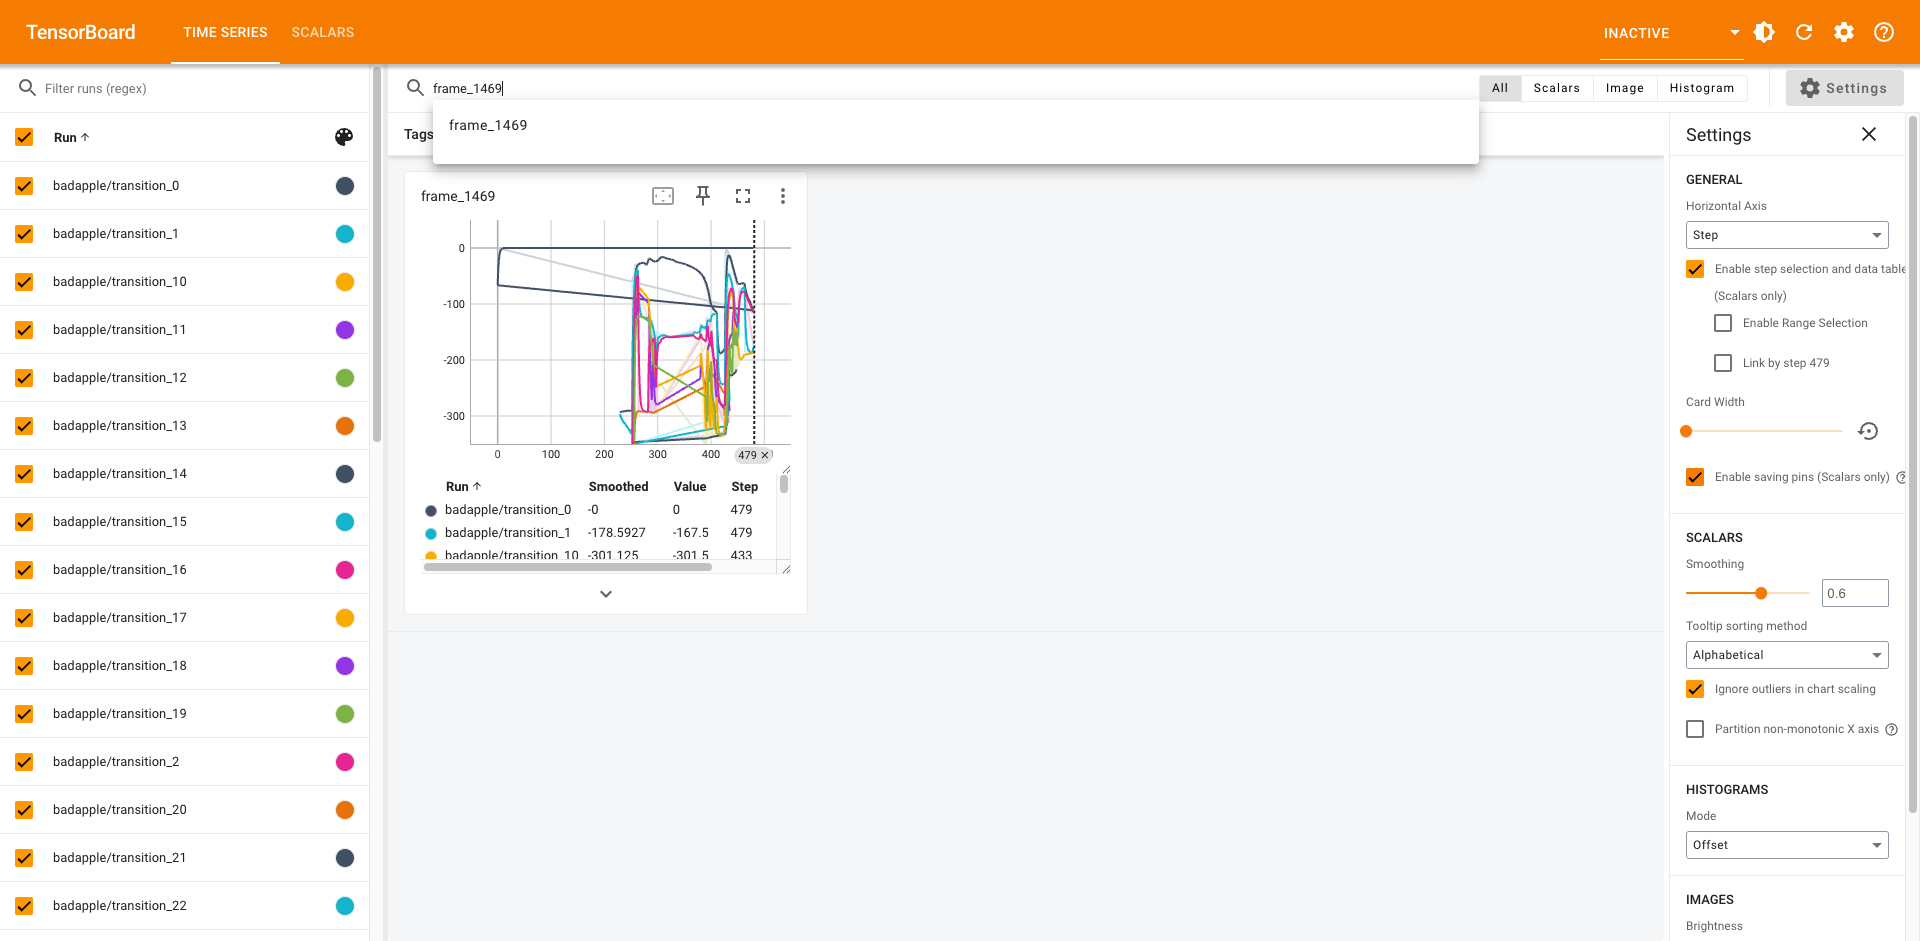 TensorBoard
TIME SERIES
SCALARS
INACTIVE
Filter runs (regex)
frame_1469
All
Scalars
Image
Histogram
Settings
frame_1469
Run
Tags
badapple/transition_0
badapple/transition_1
badapple/transition_10
badapple/transition_11
badapple/transition_12
badapple/transition_13
badapple/transition_14
badapple/transition_15
badapple/transition_16
badapple/transition_17
badapple/transition_18
badapple/transition_19
badapple/transition_2
badapple/transition_20
badapple/transition_21
badapple/transition_22
frame_1469
0
-100
-200
-300
0 100 200 300 400 479
Run Smoothed Value Step
badapple/transition_0 -0 0 479
badapple/transition_1 -178.5927 -167.5 479
badapple/transition_10 -301.125 -301.5 433
Settings
GENERAL
Horizontal Axis
Step
Enable step selection and data table
(Scalars only)
Enable Range Selection
Link by step 479
Card Width
Enable saving pins (Scalars only)
SCALARS
Smoothing
0.6
Tooltip sorting method
Alphabetical
Ignore outliers in chart scaling
Partition non-monotonic X axis
HISTOGRAMS
Mode
Offset
IMAGES
Brightness